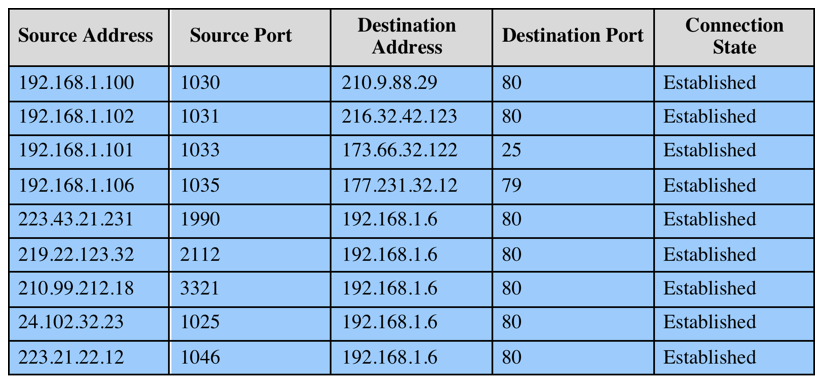 Source Address Source Port Destination Address Destination Port Connection State
192.168.1.100 1030 210.9.88.29 80 Established
192.168.1.102 1031 216.32.42.123 80 Established
192.168.1.101 1033 173.66.32.122 25 Established
192.168.1.106 1035 177.231.32.12 79 Established
223.43.21.231 1990 192.168.1.6 80 Established
219.22.123.32 2112 192.168.1.6 80 Established
210.99.212.18 3321 192.168.1.6 80 Established
24.102.32.23 1025 192.168.1.6 80 Established
223.21.22.12 1046 192.168.1.6 80 Established